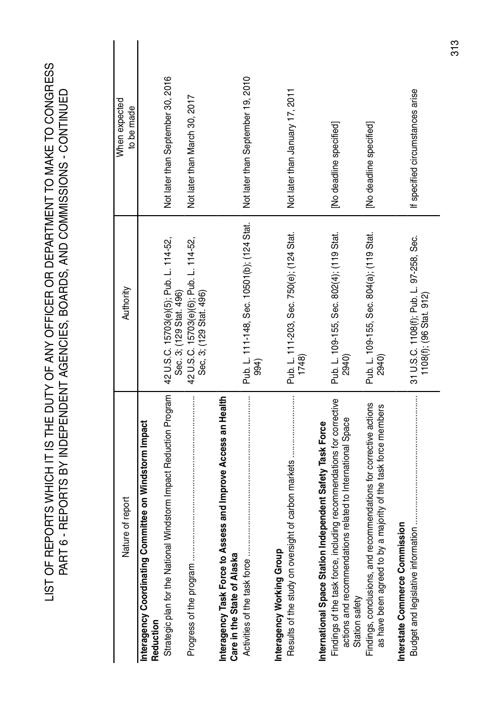 LIST OF REPORTS WHICH IT IS THE DUTY OF ANY OFFICER OR DEPARTMENT TO MAKE TO CONGRESS
PART 6 - REPORTS BY INDEPENDENT AGENCIES, BOARDS, AND COMMISSIONS - CONTINUED
Nature of report
Authority
When expected
to be made
Interagency Coordinating Committee on Windstorm Impact
Reduction
Strategic plan for the National Windstorm Impact Reduction Program
42 U.S.C. 15703(e)(5); Pub. L. 114-52,
Sec. 3; (129 Stat. 496)
Not later than September 30, 2016
Progress of the program
42 U.S.C. 15703(e)(6); Pub. L. 114-52,
Sec, 3; (129 Stat. 496)
Not later than March 30, 2017
Interagency Task Force to Assess and Improve Access an Health
Care in the State of Alaska
Activities of the task force
Pub. L. 111-148, Sec. 10501(b); (124 Stat.
994)
Not later than September 19, 2010
Interagency Working Group
Results of the study on oversight of carbon markets
Pub. L. 111-203, Sec. 750(e); (124 Stat.
1748)
Not later than January 17, 2011
International Space Station Independent Safety Task Force
Findings of the task force, including recommendations for corrective
actions and recommendations related to International Space
Station safety
Pub. L. 109-155, Sec. 802(4); (119 Stat.
2940)
[No deadline specified]
Findings, conclusions, and recommendations for corrective actions
as have been agreed to by a majority of the task force members
Pub. L. 109-155, Sec. 804(a); (119 Stat.
2940)
[No deadline specified]
Interstate Commerce Commission
Budget and legislative information
31 U.S.C. 1108(f); Pub. L. 97-258, Sec.
1108(f); (96 Stat. 912)
If specified circumstances arise
313